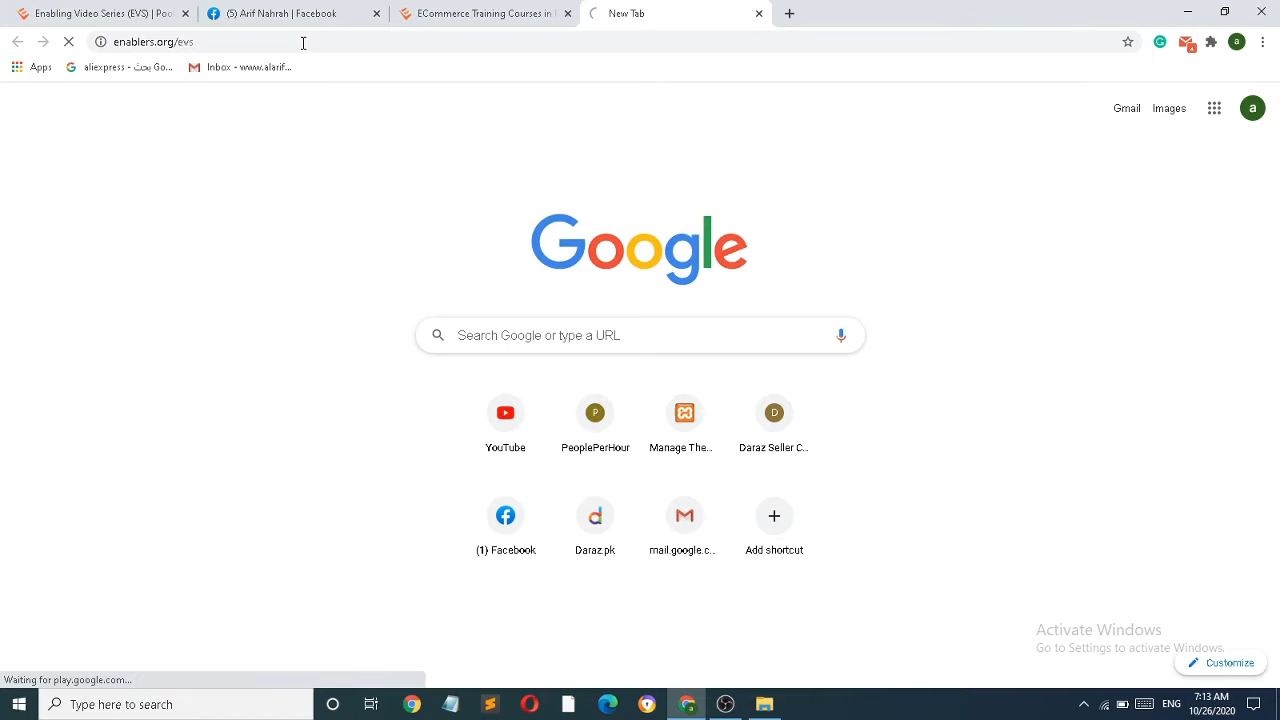 Enabling Video Series (EVS) | Poo
(5) Arif Nahrah | Facebook
ECommerce Training Courses in
New Tab
enablers.org/evs
a
Apps
aliexpress - بحث Go...
Inbox - www.alarif...
Gmail
Images
a
Google
Search Google or type a URL
P
D
YouTube
PeoplePerHour
Manage The...
Daraz Seller C...
(1) Facebook
Daraz.pk
mail.google.c...
Add shortcut
Activate Windows
Go to Settings to activate Windows.
Customize
Waiting for play.google.com...
Type here to search
ENG
7:13 AM
10/26/2020